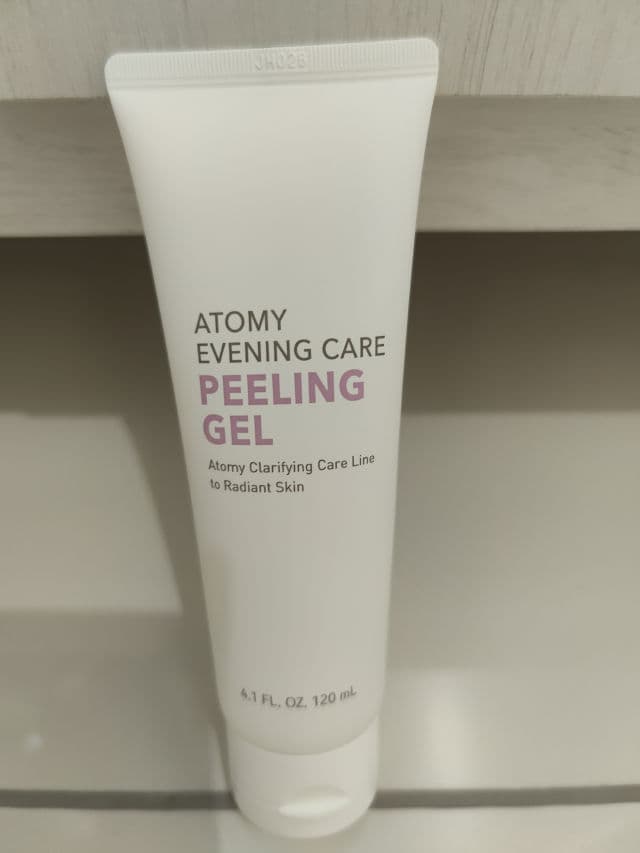 ATOMY
EVENING CARE
PEELING
GEL
Atomy Clarifying Care Line
to Radiant Skin
4.1 FL. OZ. 120 mL